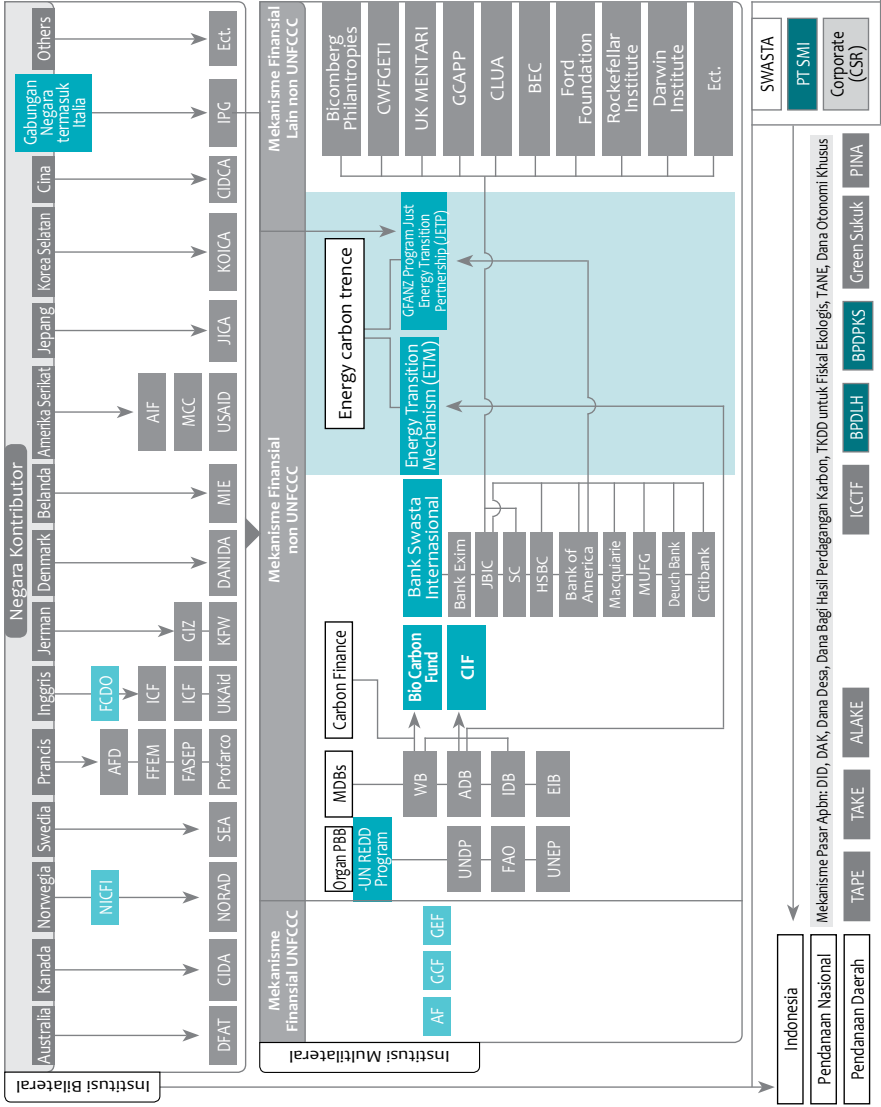 Negara Kontributor
Institusi Bilateral
Australia
Kanada
Norwegia
Swedia
Prancis
Inggris
Jerman
Denmark
Belanda
Amerika Serikat
Jepang
Korea Selatan
Cina
Gabungan
Negara
termasuk
Italia
Others
NICFI
FCDO
AFD
FFEM
FASEP
Profarco
ICF
ICF
UKAid
GIZ
KFW
AIF
MCC
USAID
DFAT
CIDA
NORAD
SEA
DANIDA
MIE
JICA
KOICA
CIDCA
IPG
Ect.
Institusi Multilateral
Mekanisme
Finansial UNFCCC
Mekanisme Finansial
non UNFCCC
Mekanisme Finansial
Lain non UNFCCC
AF
GCF
GEF
Organ PBB
-UN REDD
Program
UNDP
FAO
UNEP
MDBs
WB
ADB
IDB
EIB
Carbon Finance
Bio Carbon
Fund
CIF
Bank Swasta
Internasional
Bank Exim
JBIC
SC
HSBC
Bank of
America
Macquiarie
MUFG
Deuch Bank
Citibank
Energy carbon trence
Energy Transition
Mechanism (ETM)
GFANZ Program Just
Energy Transition
Pertnership (JETP)
Bicomberg
Philantropies
CWFGETI
UK MENTARI
GCAPP
CLUA
BEC
Ford
Foundation
Rockefellar
Institute
Darwin
Institute
Ect.
SWASTA
PT SMI
Corporate
(CSR)
Indonesia
Pendanaan Nasional
Pendanaan Daerah
Mekanisme Pasar Apbn: DID, DAK, Dana Desa, Dana Bagi Hasil Perdagangan Karbon, TKDD untuk Fiskal Ekologis, TANE, Dana Otonomi Khusus
TAPE
TAKE
ALAKE
ICCTF
BPDLH
BPDPKS
Green Sukuk
PINA